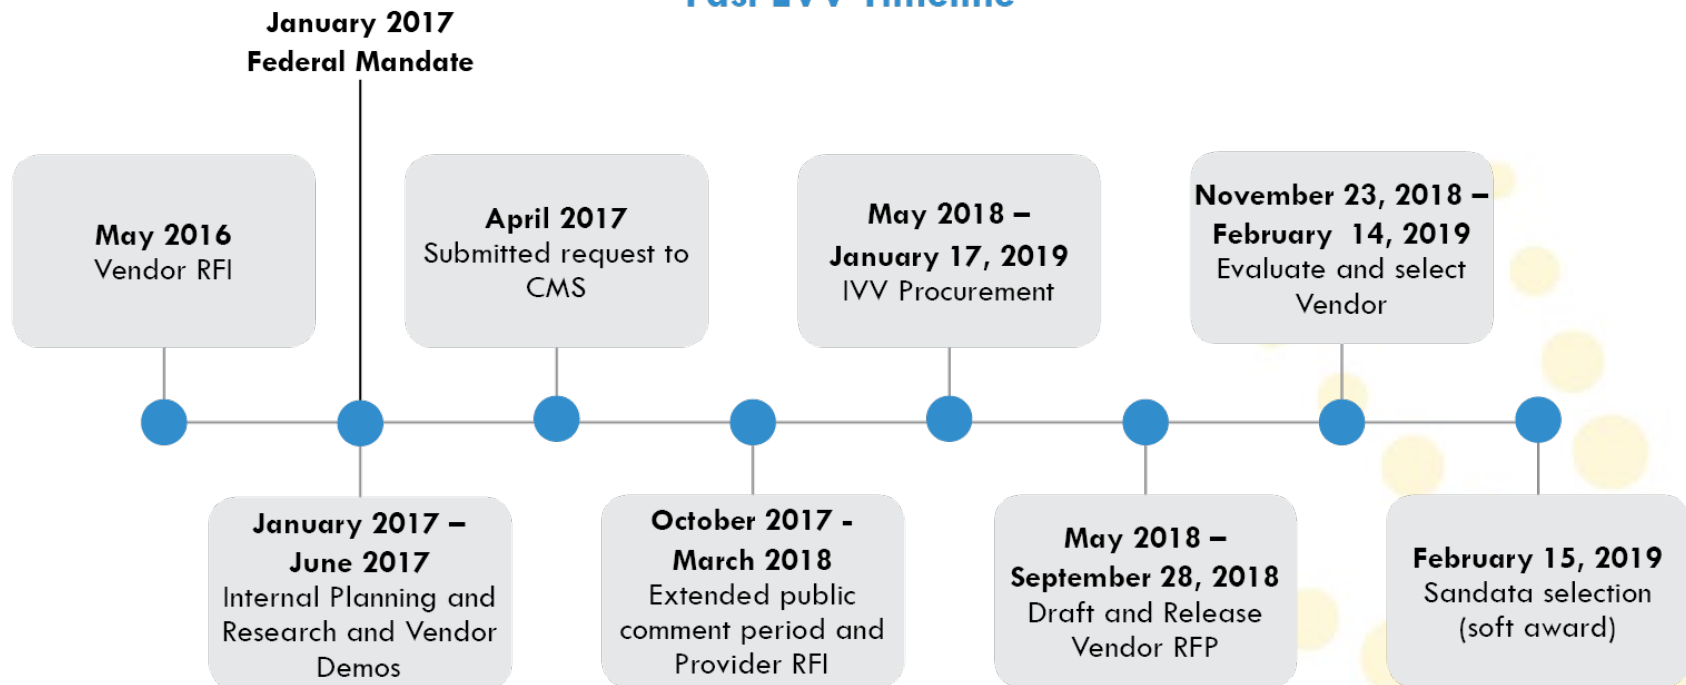 Past EVV Timeline
January 2017
Federal Mandate
May 2016
Vendor RFI
April 2017
Submitted request to
CMS
May 2018 –
January 17, 2019
IVV Procurement
November 23, 2018 –
February 14, 2019
Evaluate and select
Vendor
January 2017 –
June 2017
Internal Planning and
Research and Vendor
Demos
October 2017 -
March 2018
Extended public
comment period and
Provider RFI
May 2018 –
September 28, 2018
Draft and Release
Vendor RFP
February 15, 2019
Sandata selection
(soft award)